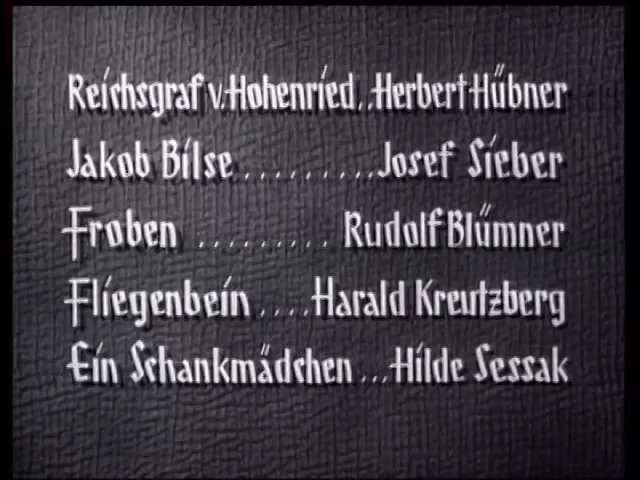 Reichsgraf v. Hohenried..Herbert Hübner
Jakob Bilse.........Josef Sieber
Froben ......... Rudolf Blümner
Fliegenbein ....Harald Kreutzberg
Ein Schankmädchen ...Hilde Sessak